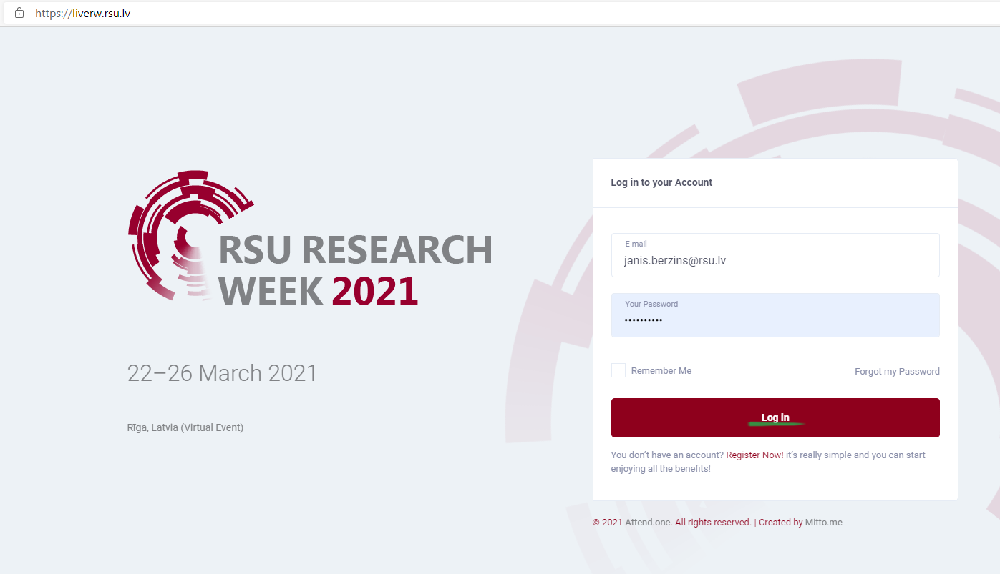 https://liverw.rsu.lv
RSU RESEARCH
WEEK 2021
22–26 March 2021
Rīga, Latvia (Virtual Event)
Log in to your Account
E-mail
janis.berzins@rsu.lv
Your Password
••••••••••
Remember Me
Forgot my Password
Log in
You don’t have an account? Register Now! it’s really simple and you can start
enjoying all the benefits!
© 2021 Attend.one. All rights reserved. | Created by Mitto.me